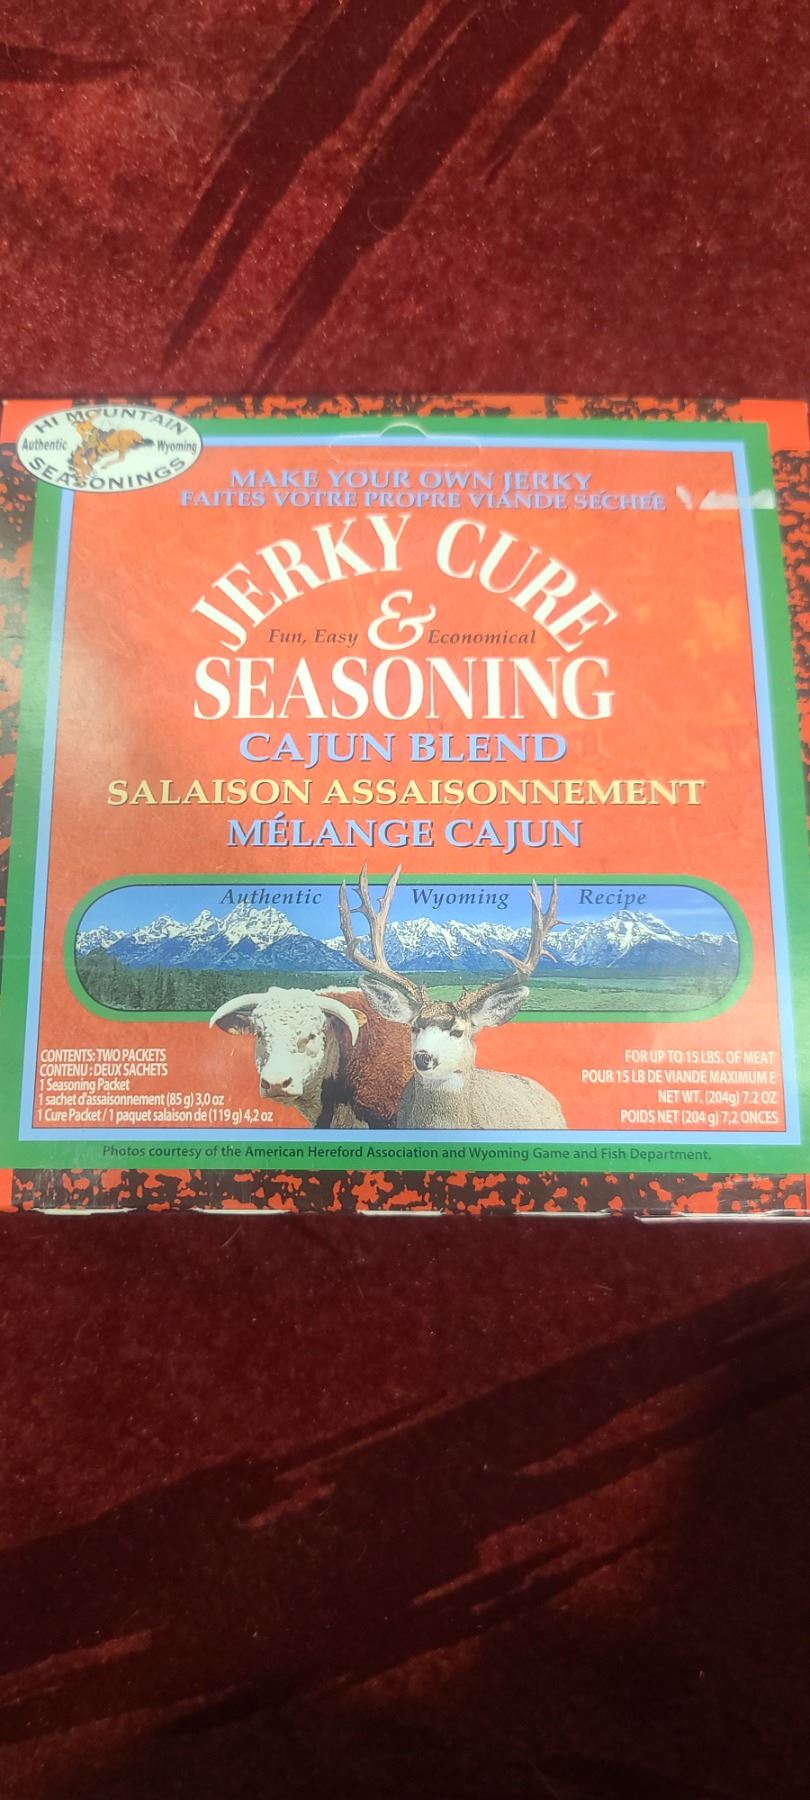 HI MOUNTAIN
Authentic Wyoming
SEASONINGS
MAKE YOUR OWN JERKY
FAITES VOTRE PROPRE VIANDE SÉCHÉE
JERKY CURE
Fun, Easy & Economical
SEASONING
CAJUN BLEND
SALAISON ASSAISONNEMENT
MÉLANGE CAJUN
Authentic Wyoming Recipe
CONTENTS: TWO PACKETS
CONTENU : DEUX SACHETS
1 Seasoning Packet
1 sachet d'assaisonnement (85 g) 3,0 oz
1 Cure Packet / 1 paquet salaison de (119 g) 4,2 oz
FOR UP TO 15 LBS. OF MEAT
POUR 15 LB DE VIANDE MAXIMUM E
NET WT. (204g) 7.2 OZ
POIDS NET (204 g) 7,2 ONCES
Photos courtesy of the American Hereford Association and Wyoming Game and Fish Department.